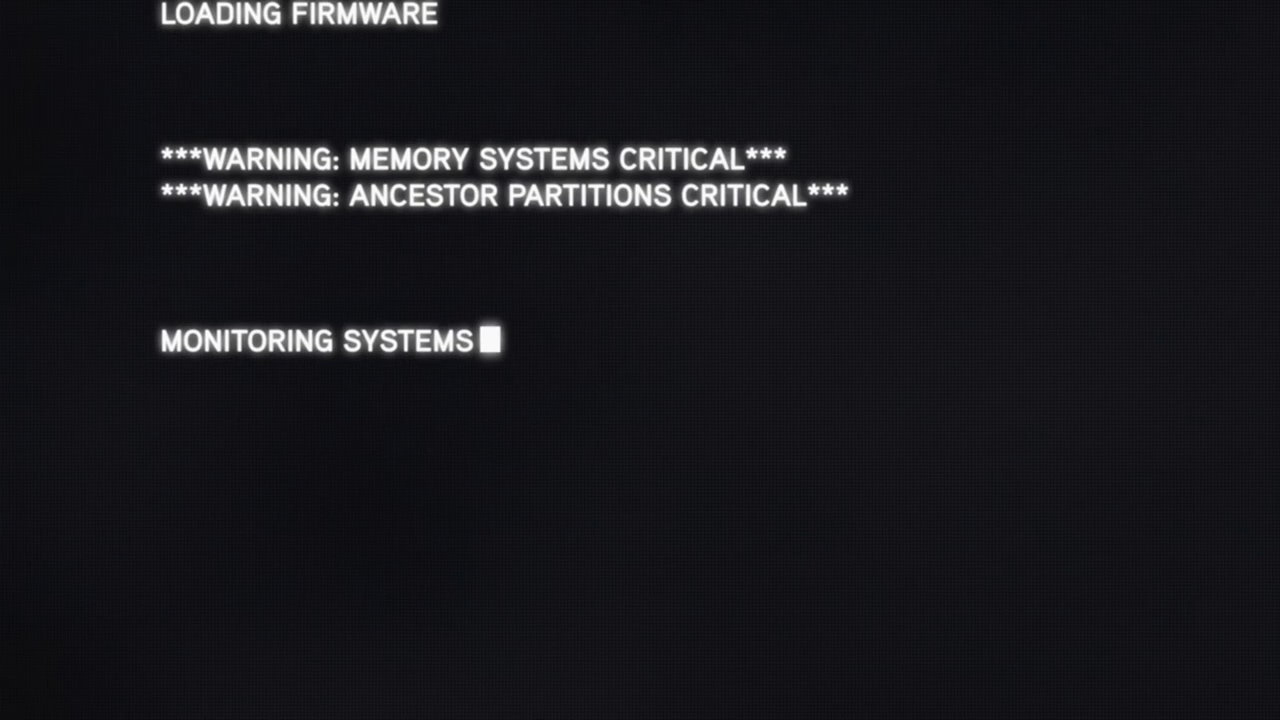 LOADING FIRMWARE
***WARNING: MEMORY SYSTEMS CRITICAL***
***WARNING: ANCESTOR PARTITIONS CRITICAL***
MONITORING SYSTEMS